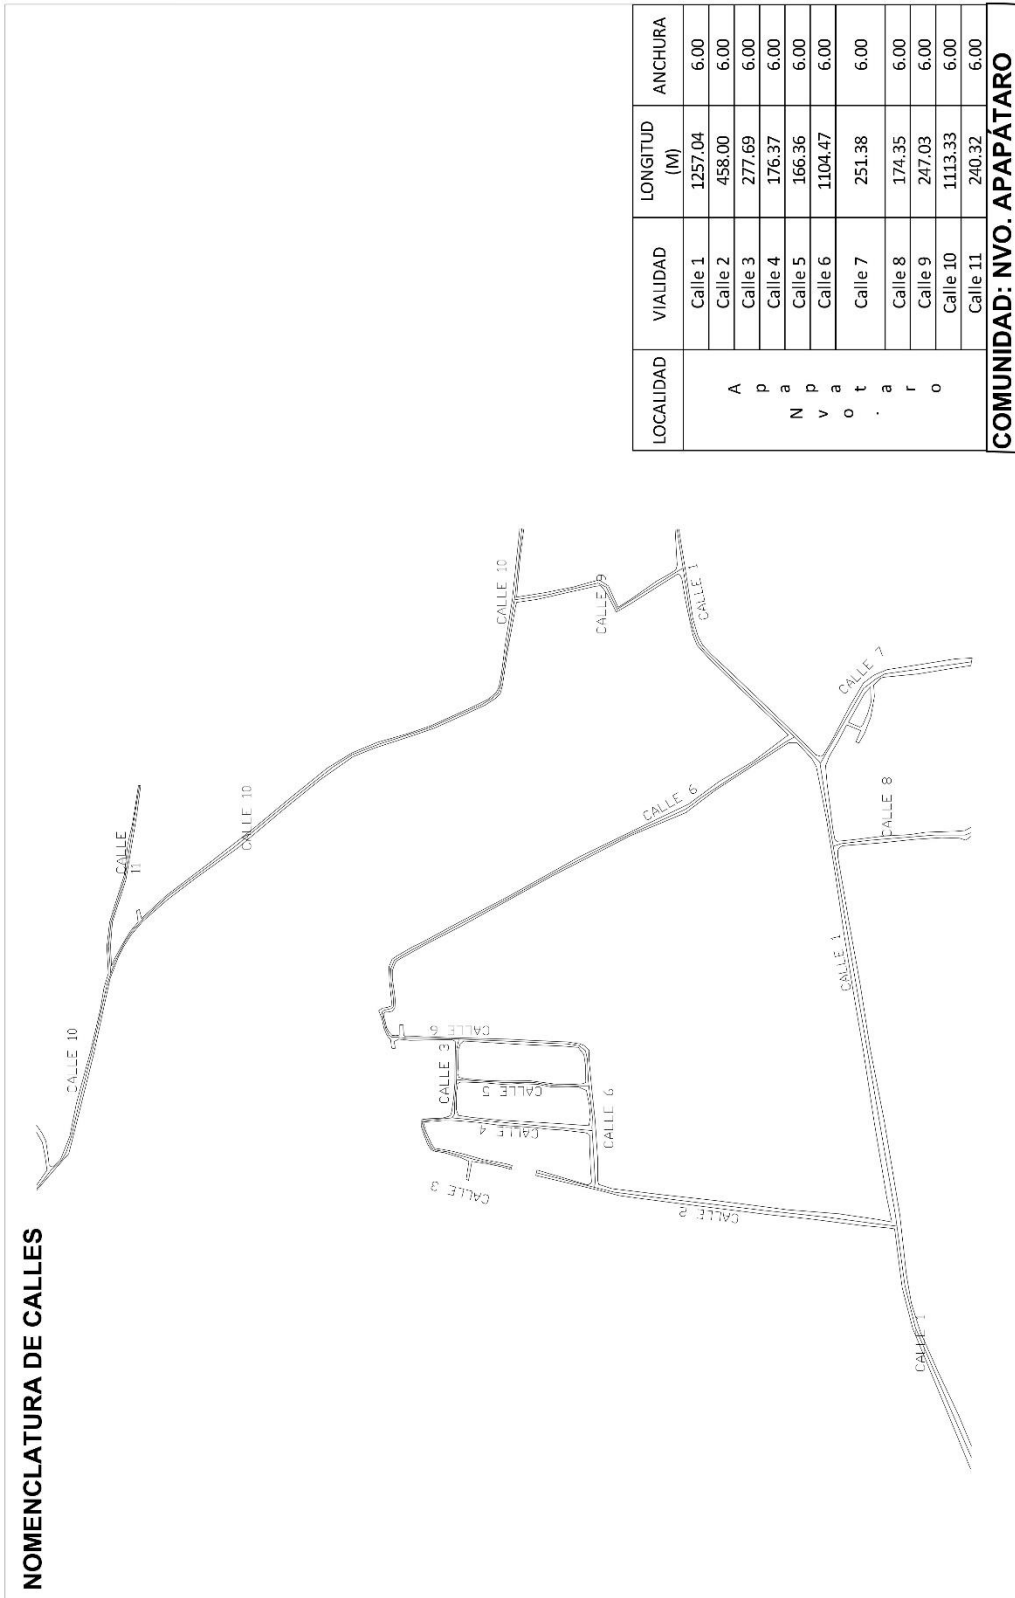 NOMENCLATURA DE CALLES
CALLE 10
CALLE
11
CALLE 10
CALLE 10
CALLE 9
CALLE 1
CALLE 6
CALLE 7
CALLE 8
CALLE 1
CALLE 6
CALLE 3
CALLE 5
CALLE 4
CALLE 3
CALLE 6
CALLE 2
CALLE 1
LOCALIDAD VIALIDAD LONGITUD (M) ANCHURA
Nvo. Apapataro
Calle 1 1257.04 6.00
Calle 2 458.00 6.00
Calle 3 277.69 6.00
Calle 4 176.37 6.00
Calle 5 166.36 6.00
Calle 6 1104.47 6.00
Calle 7 251.38 6.00
Calle 8 174.35 6.00
Calle 9 247.03 6.00
Calle 10 1113.33 6.00
Calle 11 240.32 6.00
COMUNIDAD: NVO. APAPÁTARO